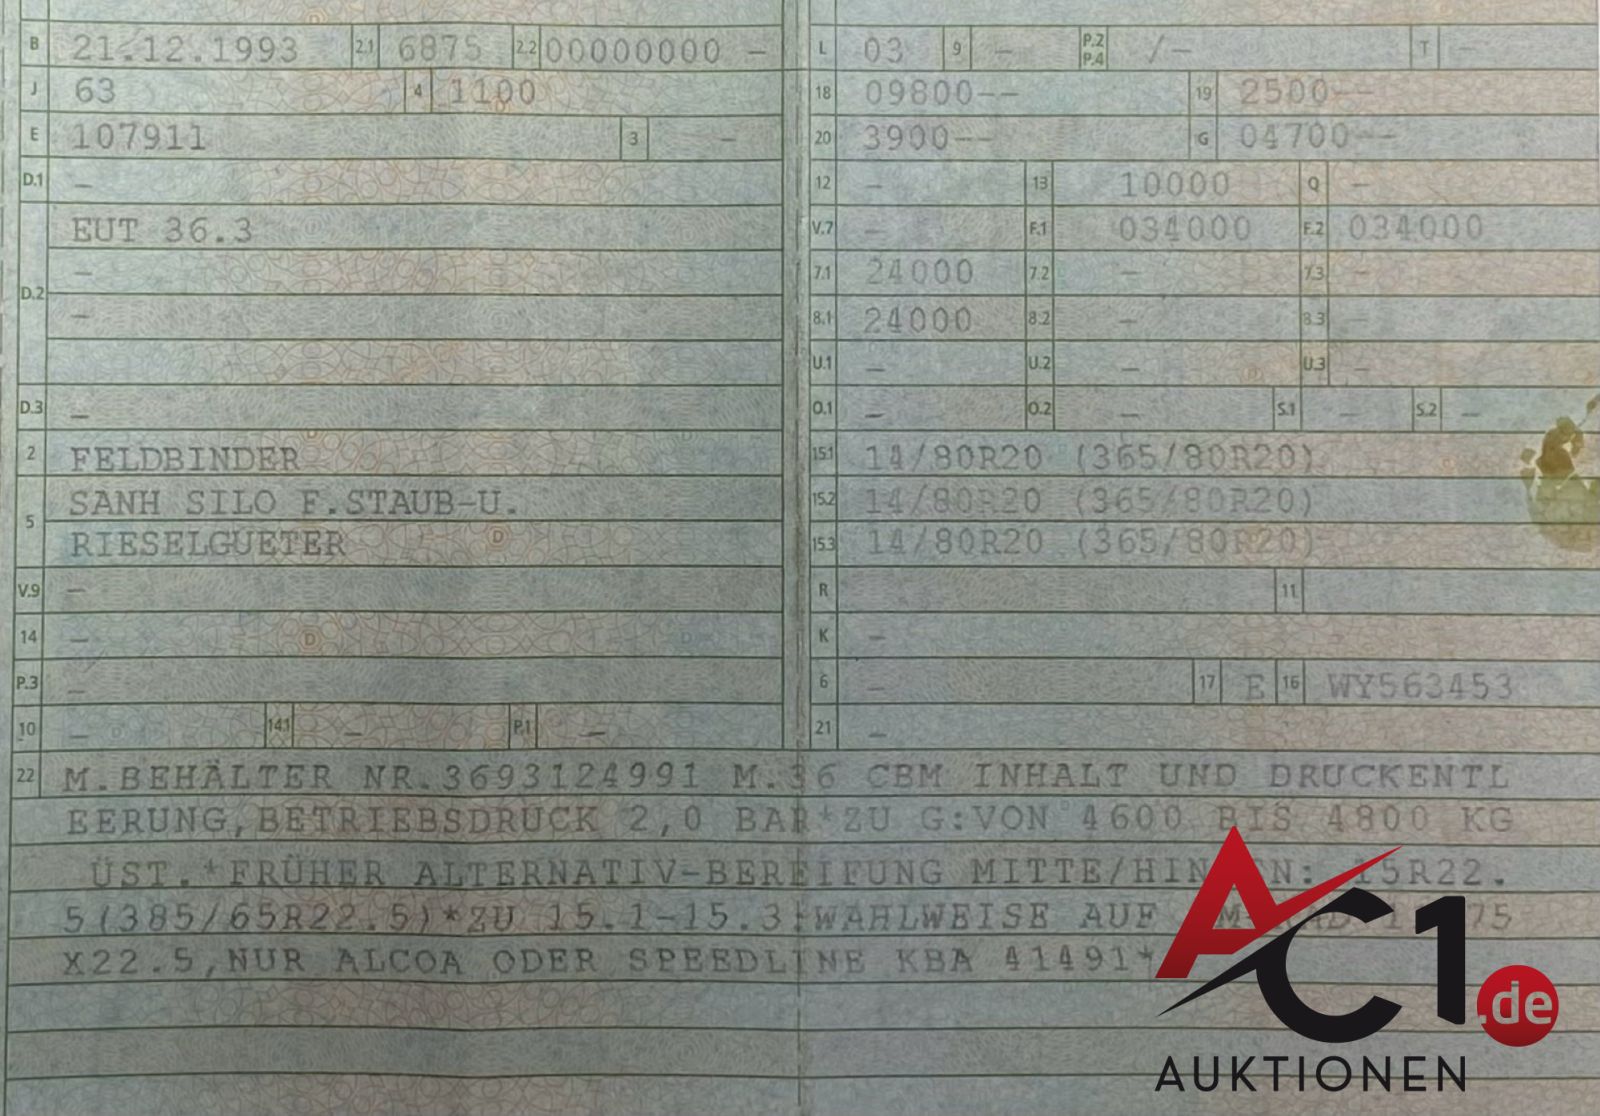 B 21.12.1993 2.1 6875 2.2 00000000 -
J 63 4 1100
E 107911 3 -
D.1 -
D.2 EUT 36.3
-
-
D.3 -
2 FELDBINDER
5 SANH SILO F.STAUB-U.
RIESELGUETER
V.9 -
14 -
P.3 -
10 - 14.1 - P.1 -
L 03 9 - P.2 P.4 /- T -
18 09800-- 19 2500--
20 3900-- G 04700--
12 - 13 10000 Q -
V.7 - F.1 034000 F.2 034000
7.1 24000 7.2 - 7.3 -
8.1 24000 8.2 - 8.3 -
U.1 - U.2 - U.3 -
O.1 - O.2 - S.1 - S.2 -
15.1 14/80R20 (365/80R20)
15.2 14/80R20 (365/80R20)
15.3 14/80R20 (365/80R20)
R 11
K -
6 - 17 E 16 WY563453
21 -
22 M.BEHÄLTER NR.3693124991 M.36 CBM INHALT UND DRUCKENTL
EERUNG,BETRIEBSDRUCK 2,0 BAR*ZU G:VON 4600 BIS 4800 KG
ÜST.*FRÜHER ALTERNATIV-BEREIFUNG MITTE/HINTEN: 15R22.
5(385/65R22.5)*ZU 15.1-15.3:WAHLWEISE AUF 75
X22.5,NUR ALCOA ODER SPEEDLINE KBA 41491*
AC1.de
AUKTIONEN